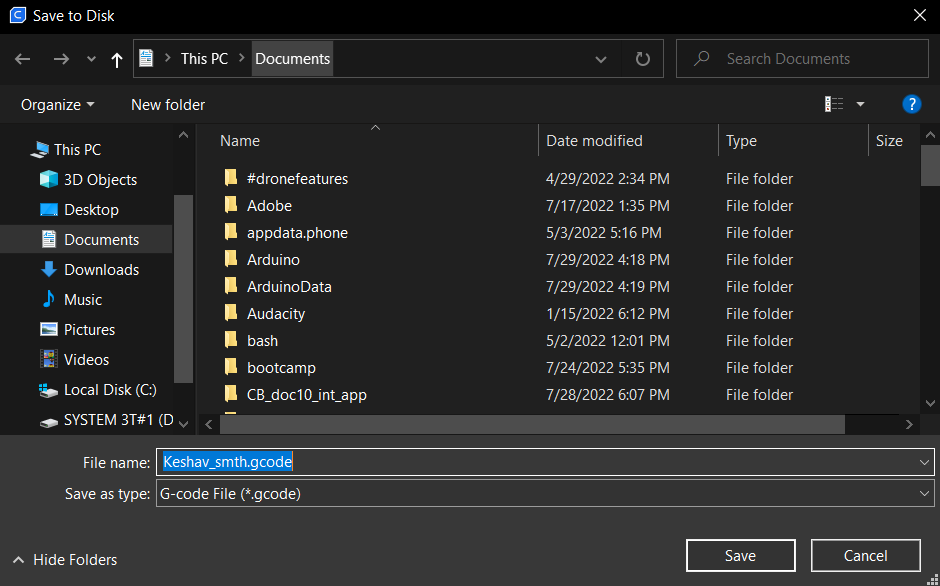 Save to Disk
This PC Documents Search Documents
Organize New folder
Name Date modified Type Size
This PC
3D Objects
Desktop
Documents
Downloads
Music
Pictures
Videos
Local Disk (C:)
SYSTEM 3T#1 (D
#dronefeatures 4/29/2022 2:34 PM File folder
Adobe 7/17/2022 1:35 PM File folder
appdata.phone 5/3/2022 5:16 PM File folder
Arduino 7/29/2022 4:18 PM File folder
ArduinoData 7/29/2022 4:19 PM File folder
Audacity 1/15/2022 6:12 PM File folder
bash 5/2/2022 12:01 PM File folder
bootcamp 7/24/2022 5:35 PM File folder
CB_doc10_int_app 7/28/2022 6:07 PM File folder
File name: Keshav_smth.gcode
Save as type: G-code File (*.gcode)
Hide Folders Save Cancel